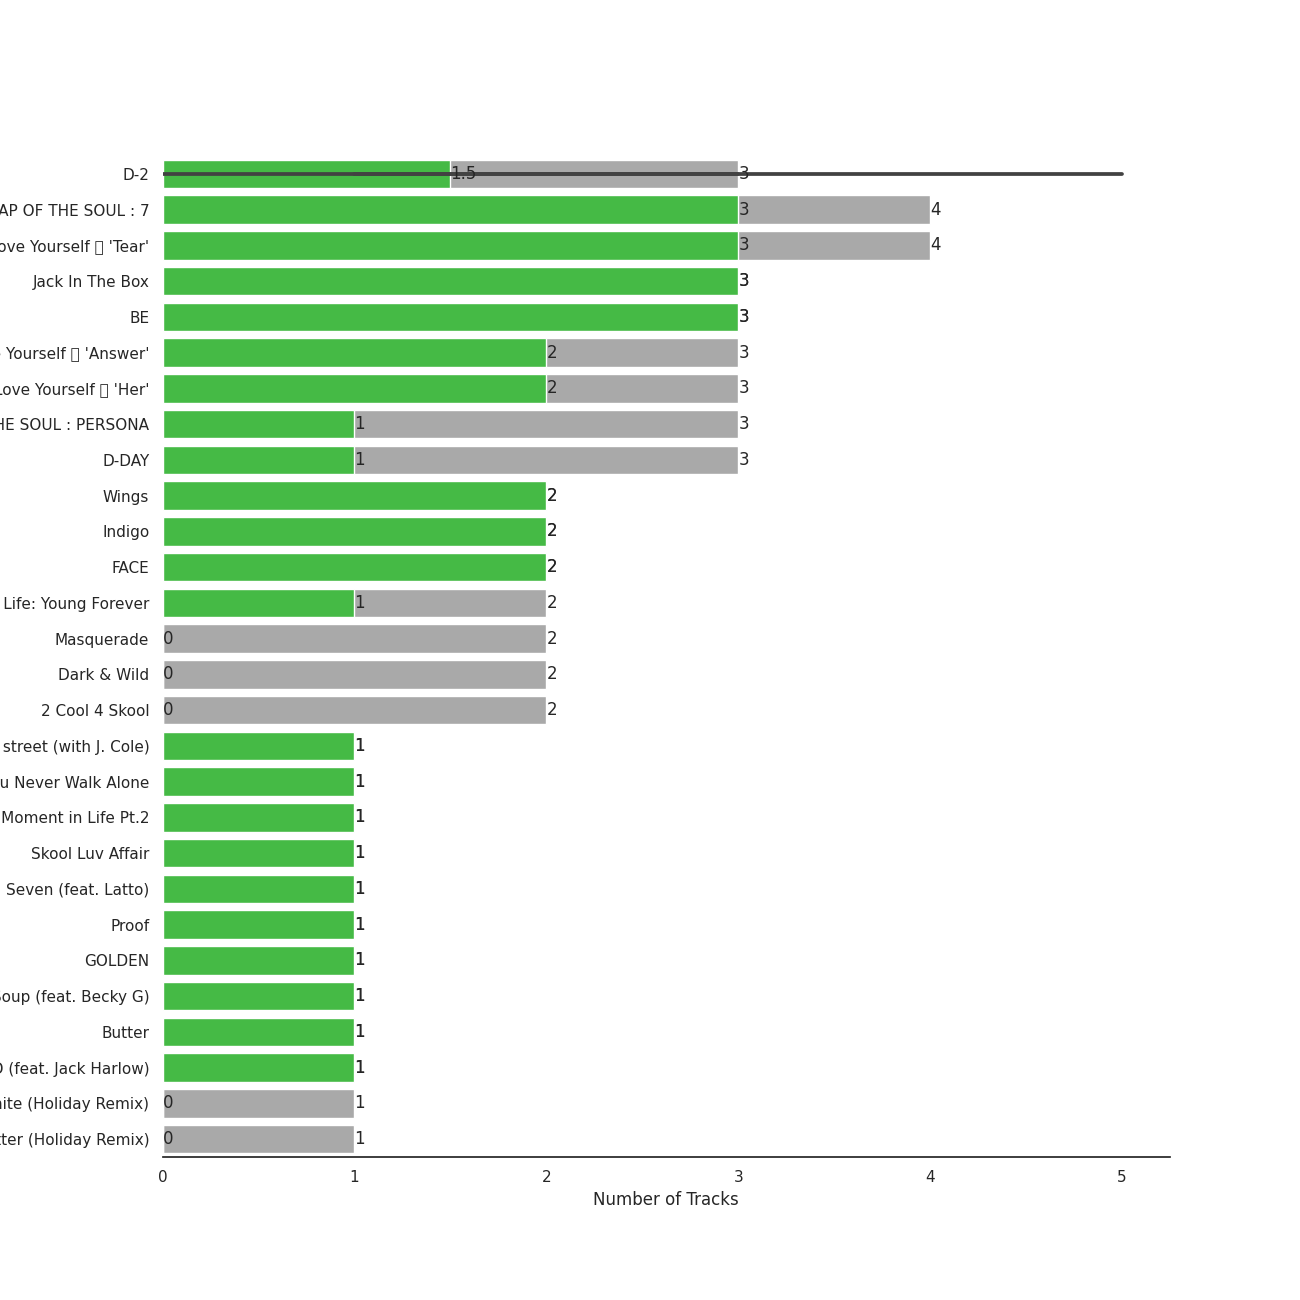 D-2 1.5 3
AP OF THE SOUL : 7 3 4
ove Yourself 'Tear' 3 4
Jack In The Box 3
BE 3
Yourself 'Answer' 2 3
Love Yourself 'Her' 2 3
HE SOUL : PERSONA 1 3
D-DAY 1 3
Wings 2
Indigo 2
FACE 2
Life: Young Forever 1 2
Masquerade 0 2
Dark & Wild 0 2
2 Cool 4 Skool 0 2
street (with J. Cole) 1
u Never Walk Alone 1
Moment in Life Pt.2 1
Skool Luv Affair 1
Seven (feat. Latto) 1
Proof 1
GOLDEN 1
Soup (feat. Becky G) 1
Butter 1
(feat. Jack Harlow) 1
ite (Holiday Remix) 0 1
ter (Holiday Remix) 0 1
0 1 2 3 4 5
Number of Tracks